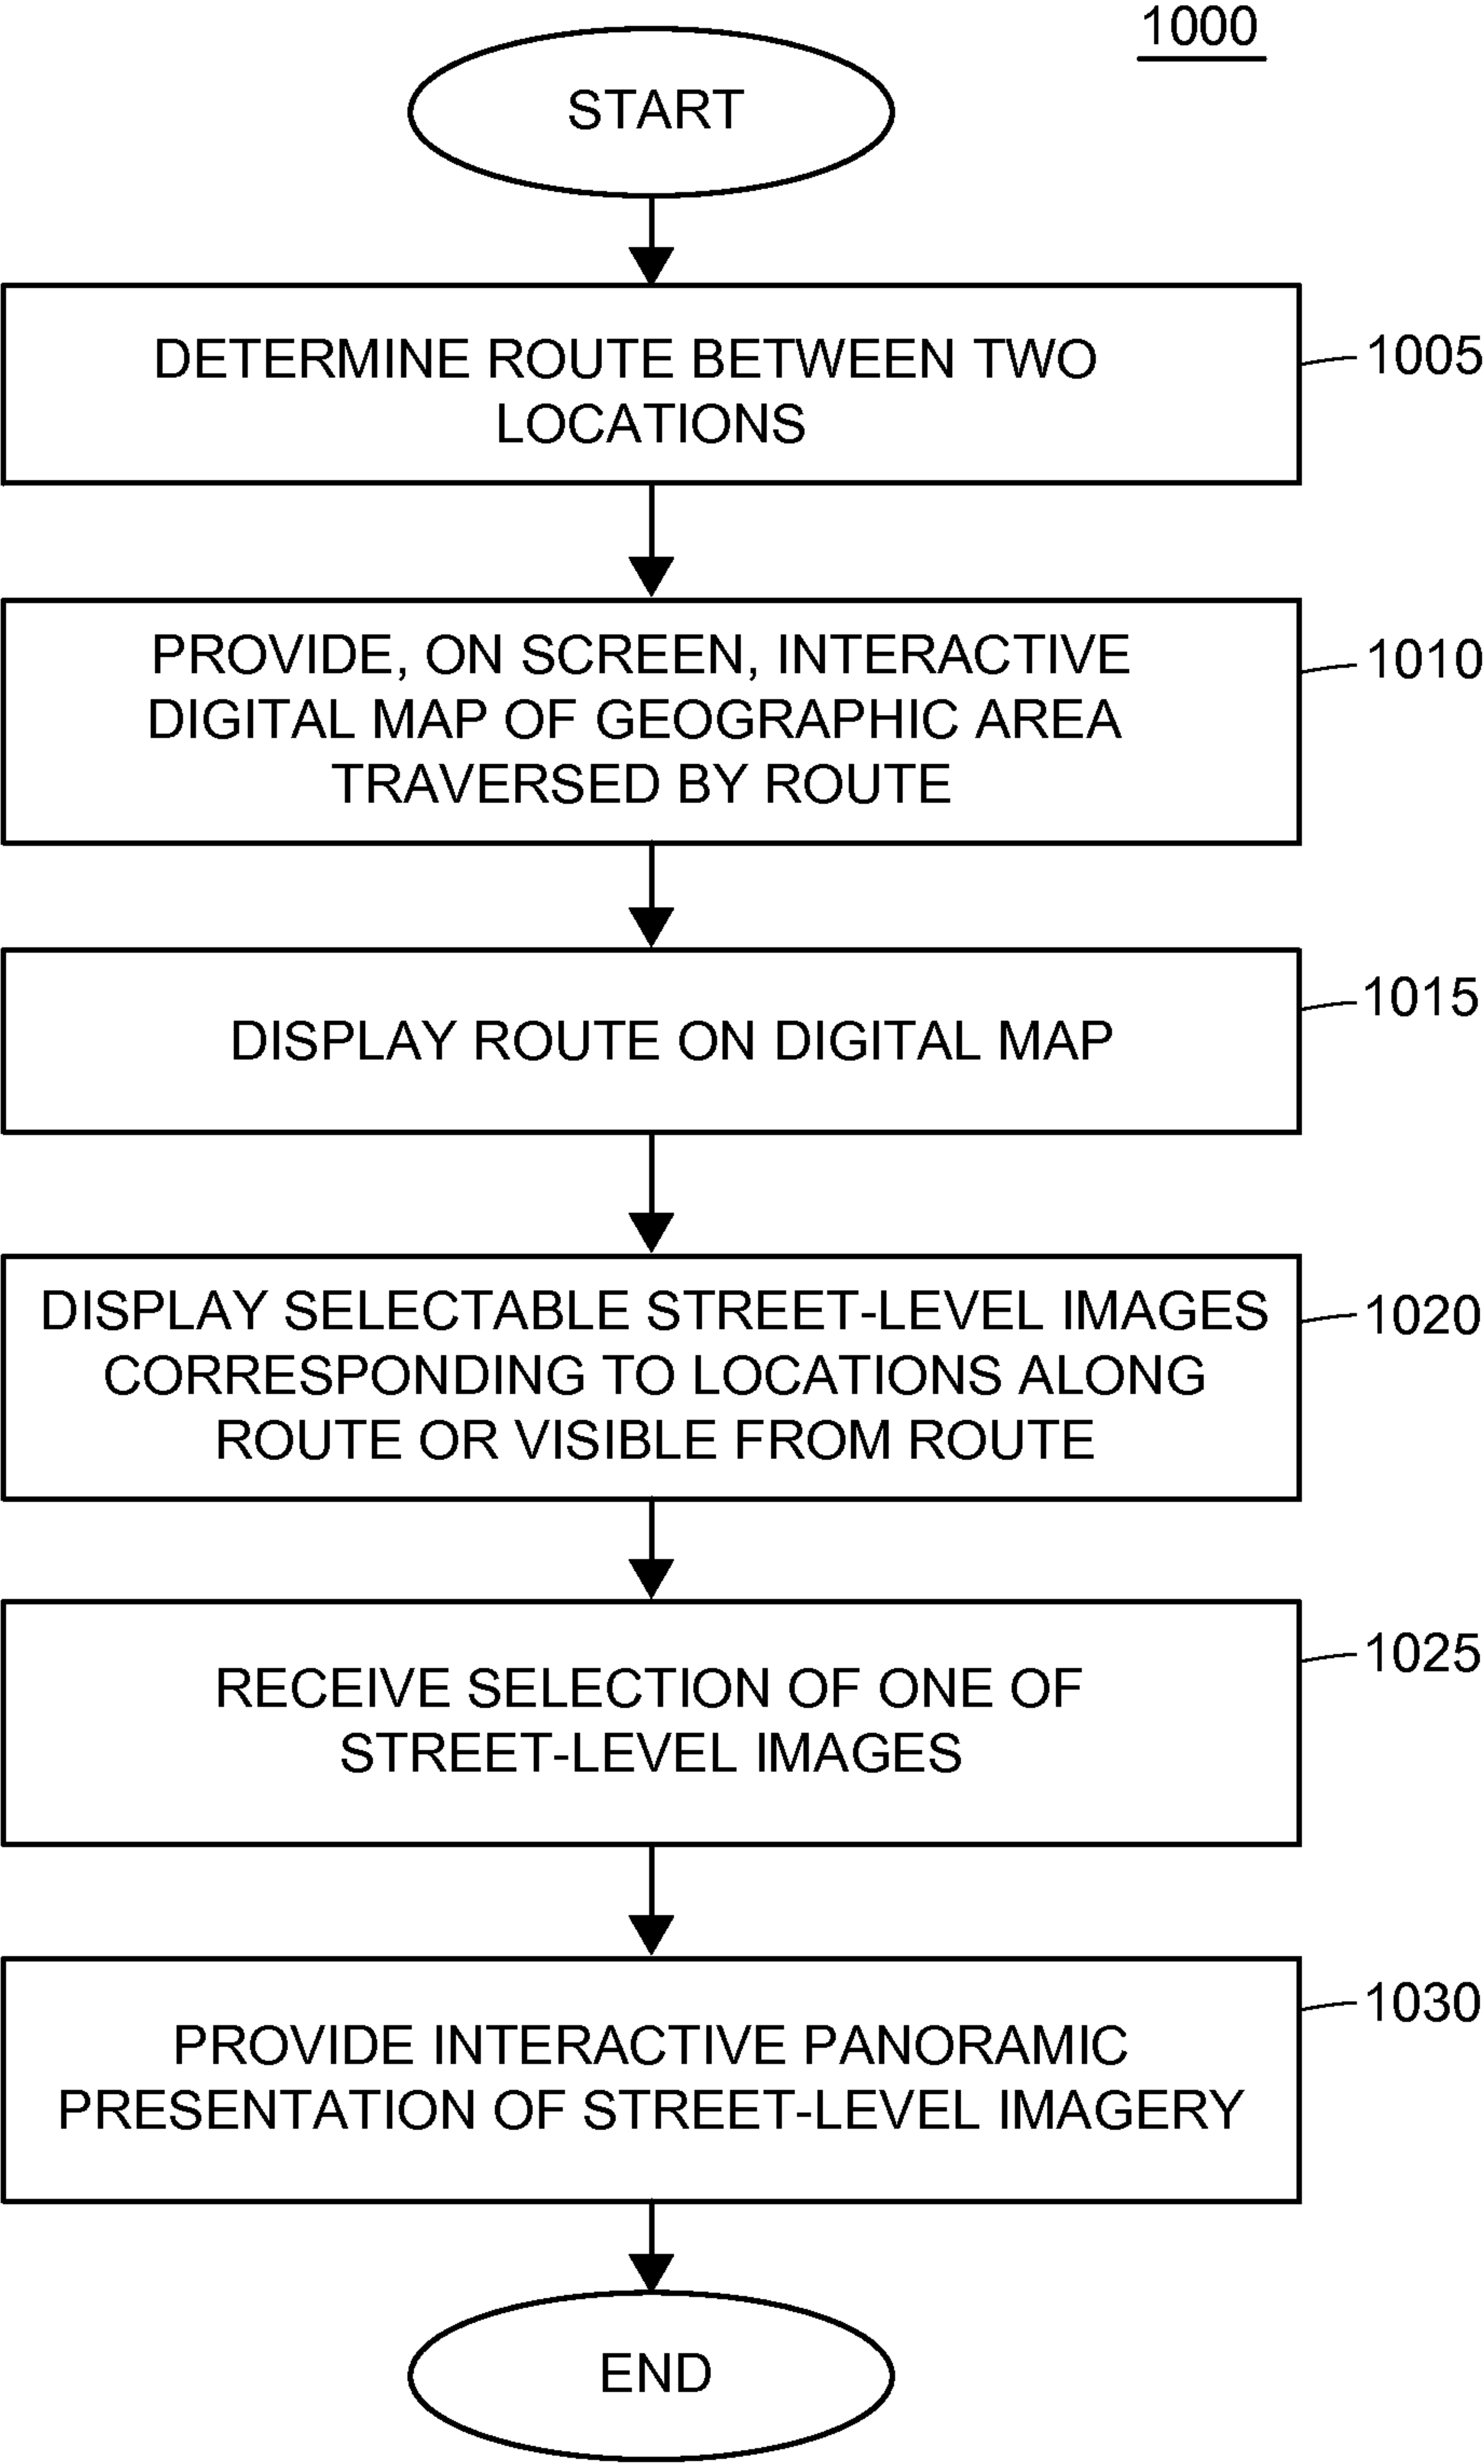 1000
START
DETERMINE ROUTE BETWEEN TWO
LOCATIONS
1005
PROVIDE, ON SCREEN, INTERACTIVE
DIGITAL MAP OF GEOGRAPHIC AREA
TRAVERSED BY ROUTE
1010
DISPLAY ROUTE ON DIGITAL MAP
1015
DISPLAY SELECTABLE STREET-LEVEL IMAGES
CORRESPONDING TO LOCATIONS ALONG
ROUTE OR VISIBLE FROM ROUTE
1020
RECEIVE SELECTION OF ONE OF
STREET-LEVEL IMAGES
1025
PROVIDE INTERACTIVE PANORAMIC
PRESENTATION OF STREET-LEVEL IMAGERY
1030
END